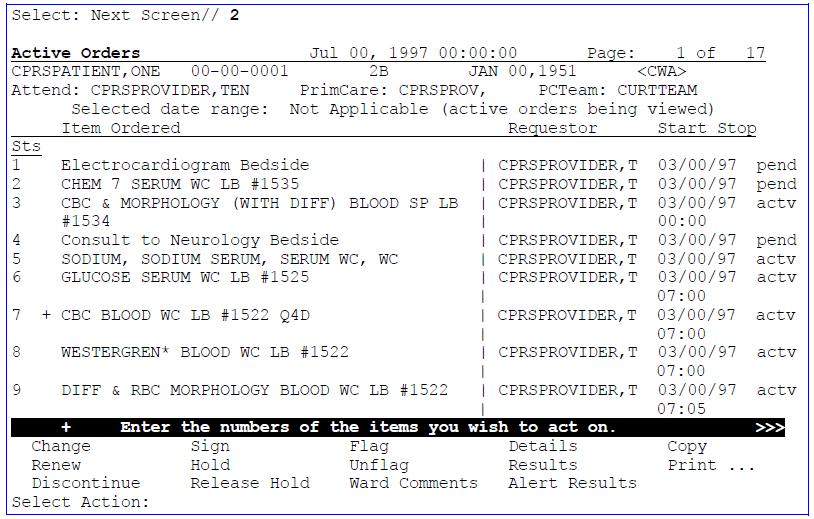 Select: Next Screen// 2
Active Orders Jul 00, 1997 00:00:00 Page: 1 of 17
CPRSPATIENT,ONE 00-00-0001 2B JAN 00,1951 <CWA>
Attend: CPRSPROVIDER,TEN PrimCare: CPRSPROV, PCTeam: CURTTEAM
Selected date range: Not Applicable (active orders being viewed)
Item Ordered Requestor Start Stop
Sts
1 Electrocardiogram Bedside | CPRSPROVIDER,T 03/00/97 pend
2 CHEM 7 SERUM WC LB #1535 | CPRSPROVIDER,T 03/00/97 pend
3 CBC & MORPHOLOGY (WITH DIFF) BLOOD SP LB | CPRSPROVIDER,T 03/00/97 actv
#1534 | 00:00
4 Consult to Neurology Bedside | CPRSPROVIDER,T 03/00/97 pend
5 SODIUM, SODIUM SERUM, SERUM WC, WC | CPRSPROVIDER,T 03/00/97 actv
6 GLUCOSE SERUM WC LB #1525 | CPRSPROVIDER,T 03/00/97 actv
| 07:00
7 + CBC BLOOD WC LB #1522 Q4D | CPRSPROVIDER,T 03/00/97 actv
| 07:00
8 WESTERGREN* BLOOD WC LB #1522 | CPRSPROVIDER,T 03/00/97 actv
| 07:00
9 DIFF & RBC MORPHOLOGY BLOOD WC LB #1522 | CPRSPROVIDER,T 03/00/97 actv
| 07:05
+ Enter the numbers of the items you wish to act on. >>>
Change Sign Flag Details Copy
Renew Hold Unflag Results Print ...
Discontinue Release Hold Ward Comments Alert Results
Select Action: